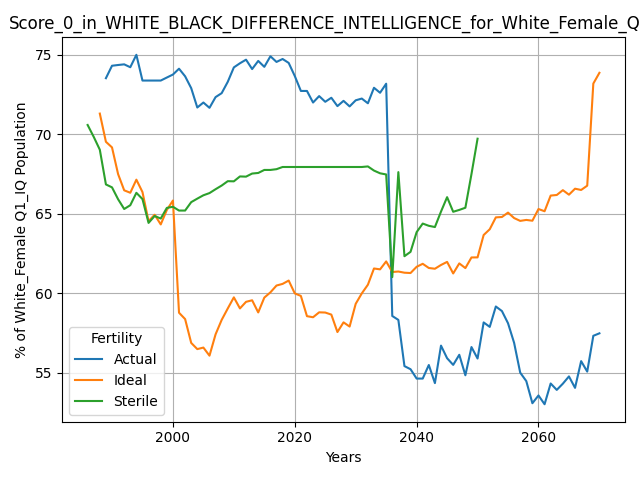 Score_0_in_WHITE_BLACK_DIFFERENCE_INTELLIGENCE_for_White_Female_Q
75
70
65
60
55
% of White_Female Q1_IQ Population
Fertility
Actual
Ideal
Sterile
2000 2020 2040 2060
Years